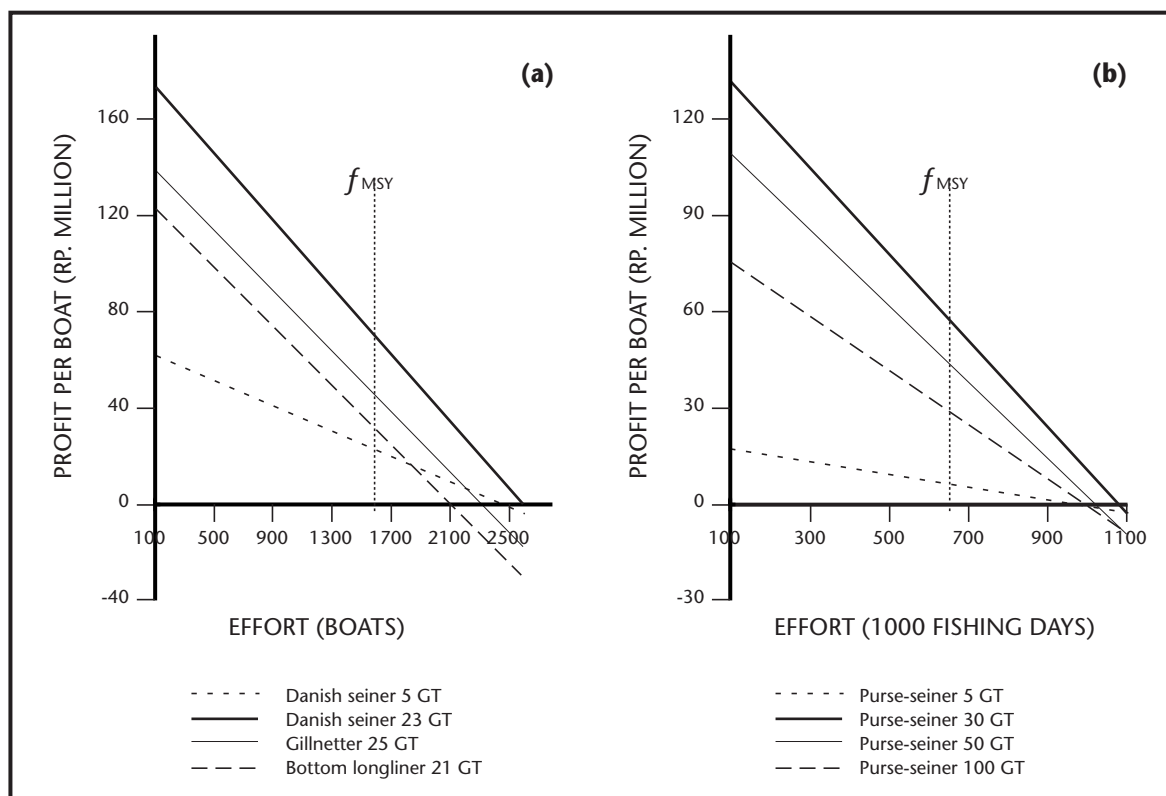 (a)
PROFIT PER BOAT (RP. MILLION)
160
120
80
40
0
-40
f MSY
100 500 900 1300 1700 2100 2500
EFFORT (BOATS)
Danish seiner 5 GT
Danish seiner 23 GT
Gillnetter 25 GT
Bottom longliner 21 GT
(b)
PROFIT PER BOAT (RP. MILLION)
120
90
60
30
0
-30
f MSY
100 300 500 700 900 1100
EFFORT (1000 FISHING DAYS)
Purse-seiner 5 GT
Purse-seiner 30 GT
Purse-seiner 50 GT
Purse-seiner 100 GT